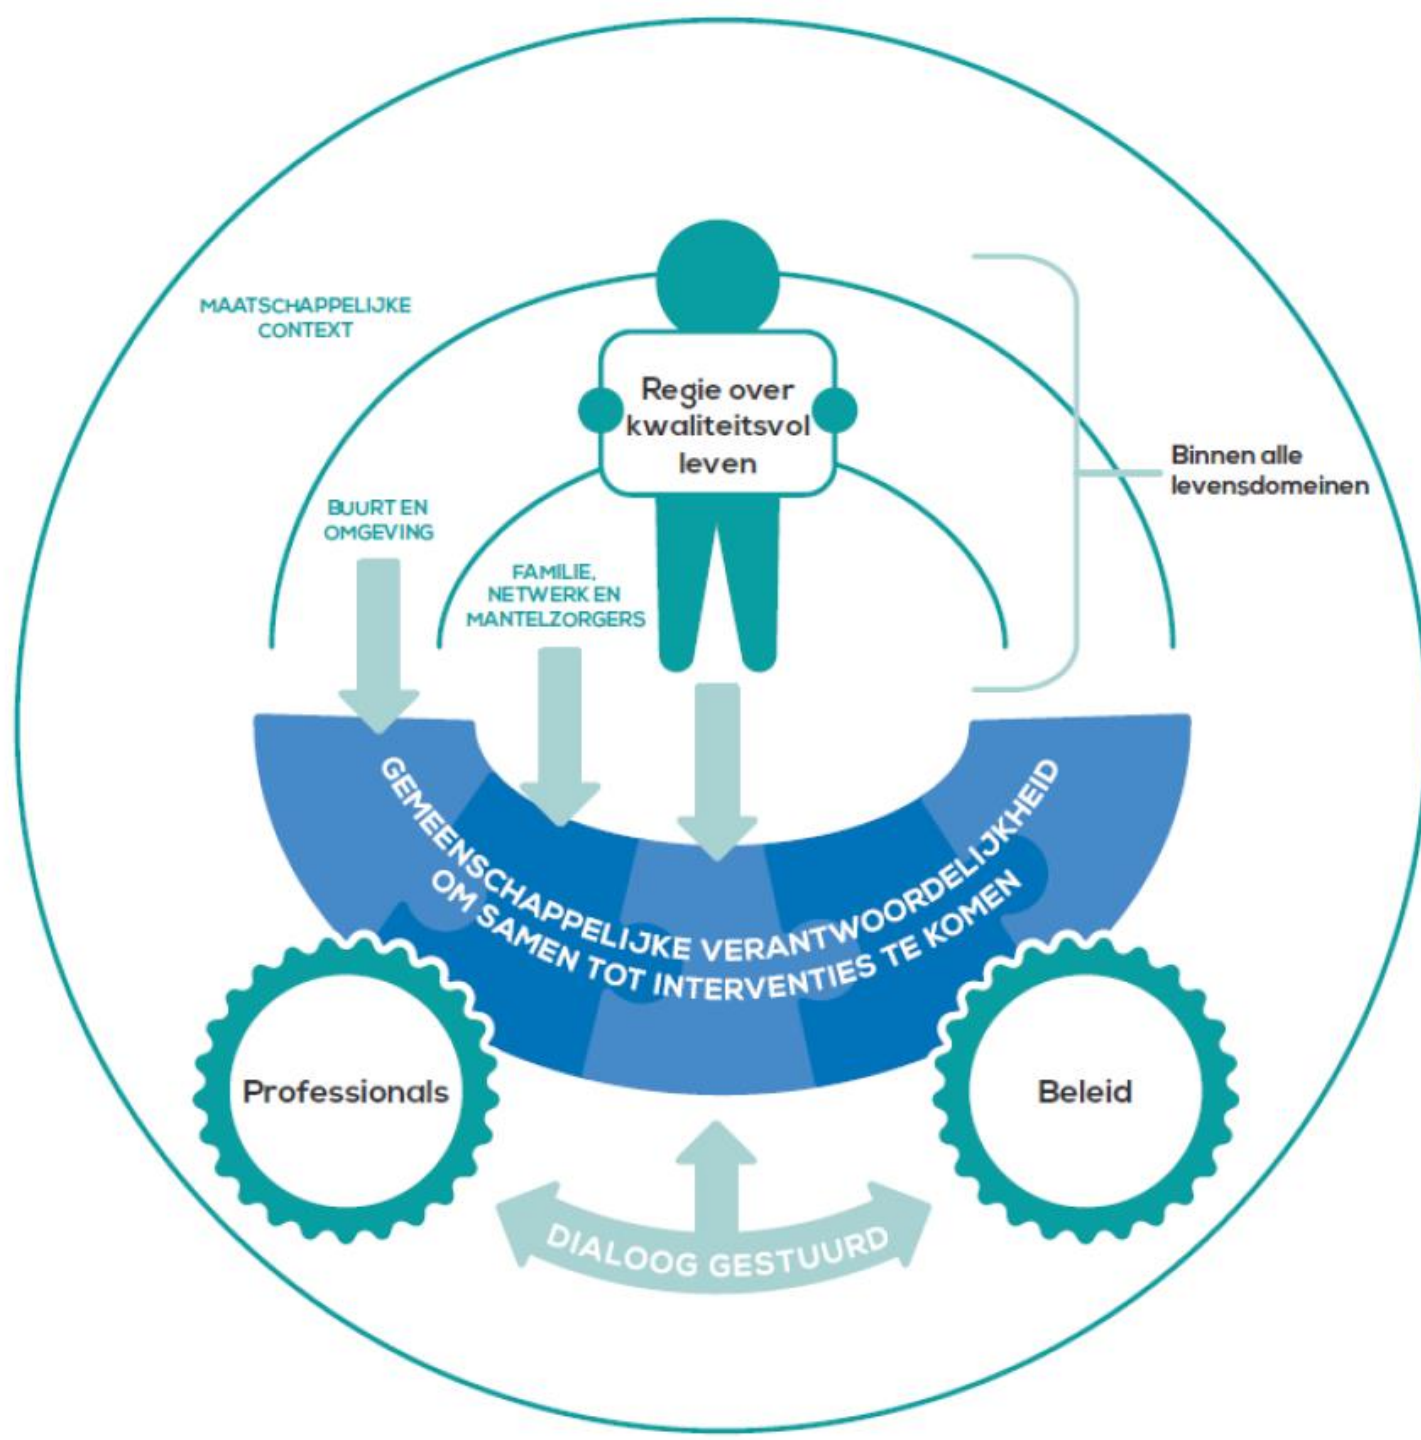 MAATSCHAPPELIJKE
CONTEXT
Regie over
kwaliteitsvol
leven
Binnen alle
levensdomeinen
BUURT EN
OMGEVING
FAMILIE,
NETWERK EN
MANTELZORGERS
GEMEENSCHAPPELIJKE VERANTWOORDELIJKHEID
OM SAMEN TOT INTERVENTIES TE KOMEN
Professionals
Beleid
DIALOOG GESTUURD